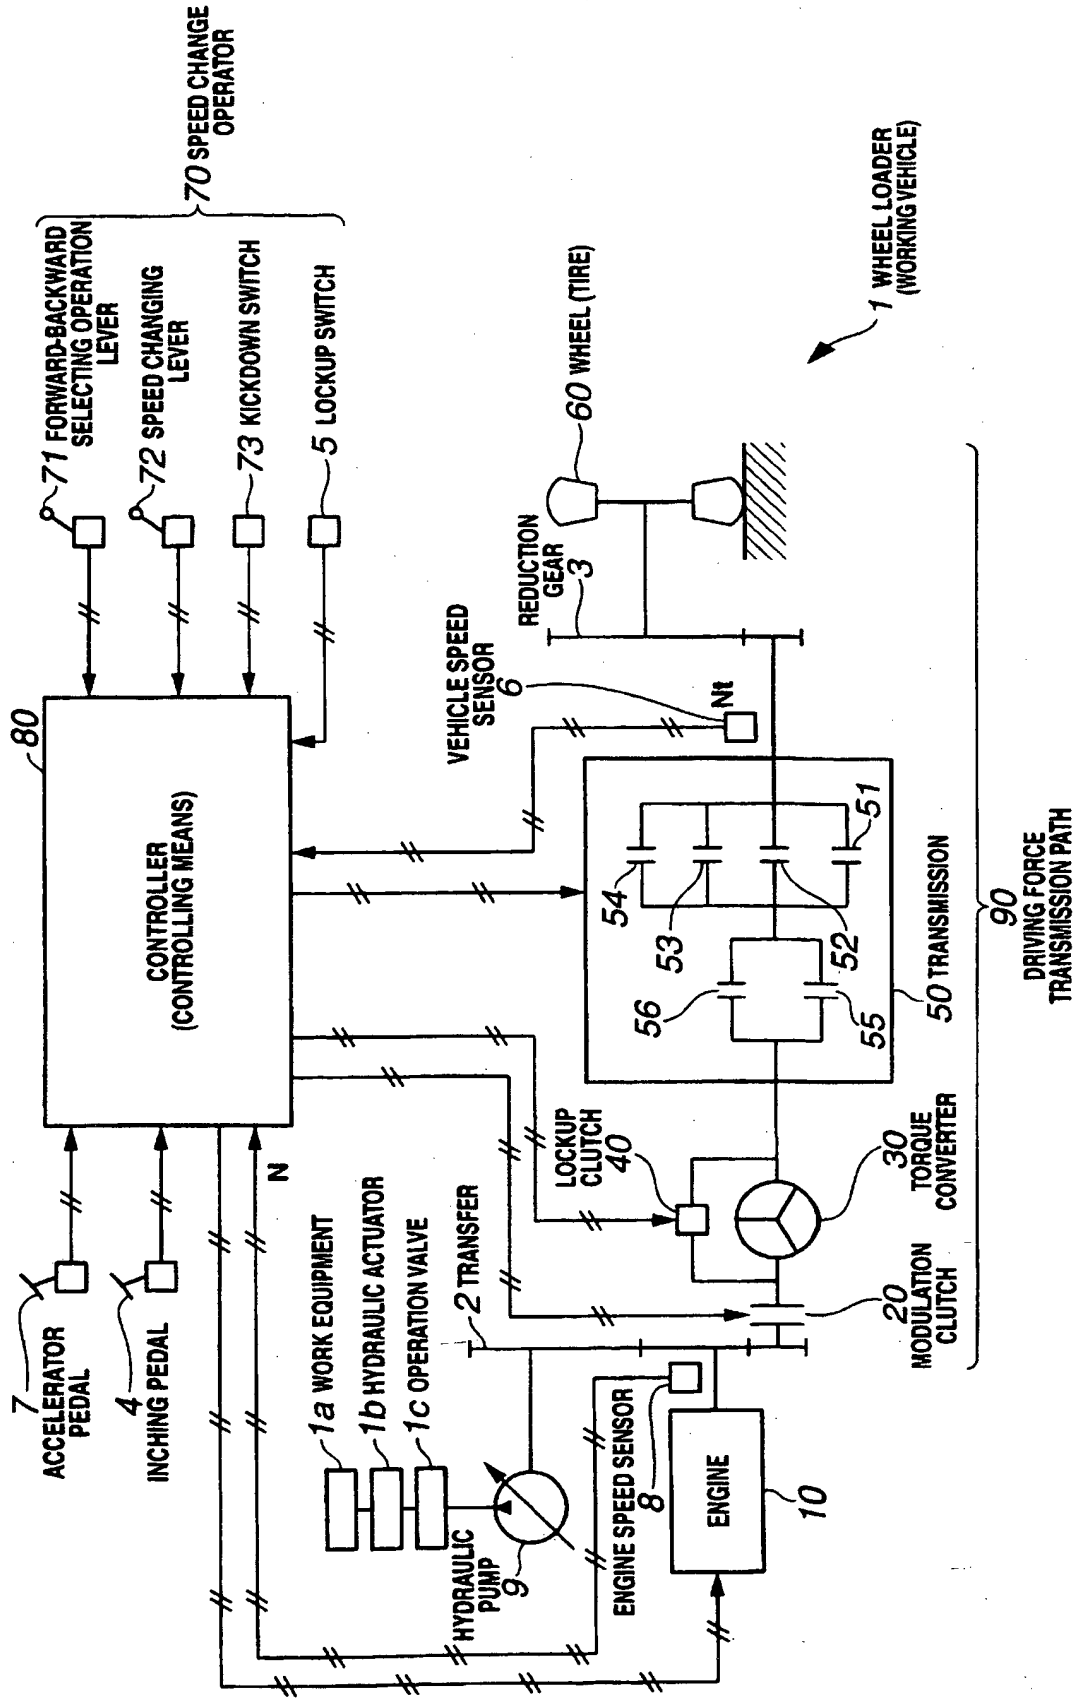 7
ACCELERATOR
PEDAL
4
INCHING PEDAL
80
CONTROLLER
(CONTROLLING MEANS)
N
71 FORWARD-BACKWARD
SELECTING OPERATION
LEVER
72 SPEED CHANGING
LEVER
73 KICKDOWN SWITCH
5 LOCKUP SWITCH
70 SPEED CHANGE
OPERATOR
1a WORK EQUIPMENT
1b HYDRAULIC ACTUATOR
1c OPERATION VALVE
HYDRAULIC
PUMP
9
2 TRANSFER
ENGINE SPEED SENSOR
8
ENGINE
10
LOCKUP
CLUTCH
40
20
MODULATION
CLUTCH
30
TORQUE
CONVERTER
VEHICLE SPEED
SENSOR
6
Nt
54
53
52
51
56
55
50 TRANSMISSION
REDUCTION
GEAR
3
60 WHEEL (TIRE)
1 WHEEL LOADER
(WORKING VEHICLE)
90
DRIVING FORCE
TRANSMISSION PATH